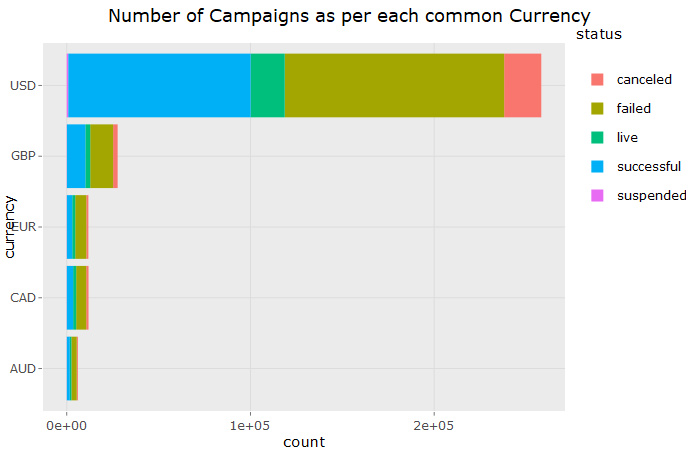 Number of Campaigns as per each common Currency
status
canceled
failed
live
successful
suspended
currency
USD
GBP
EUR
CAD
AUD
0e+00 1e+05 2e+05
count